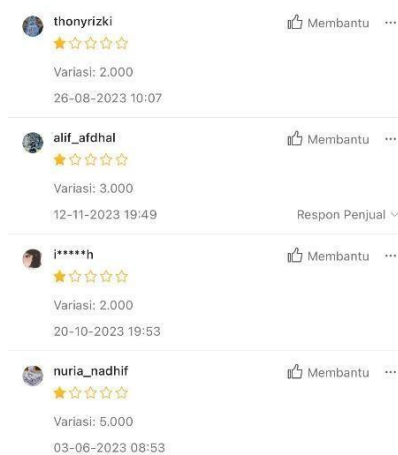 thonyrizki
Membantu ...
Variasi: 2.000
26-08-2023 10:07
alif_afdhal
Membantu ...
Variasi: 3.000
12-11-2023 19:49
Respon Penjual
i*****h
Membantu ...
Variasi: 2.000
20-10-2023 19:53
nuria_nadhif
Membantu ...
Variasi: 5.000
03-06-2023 08:53